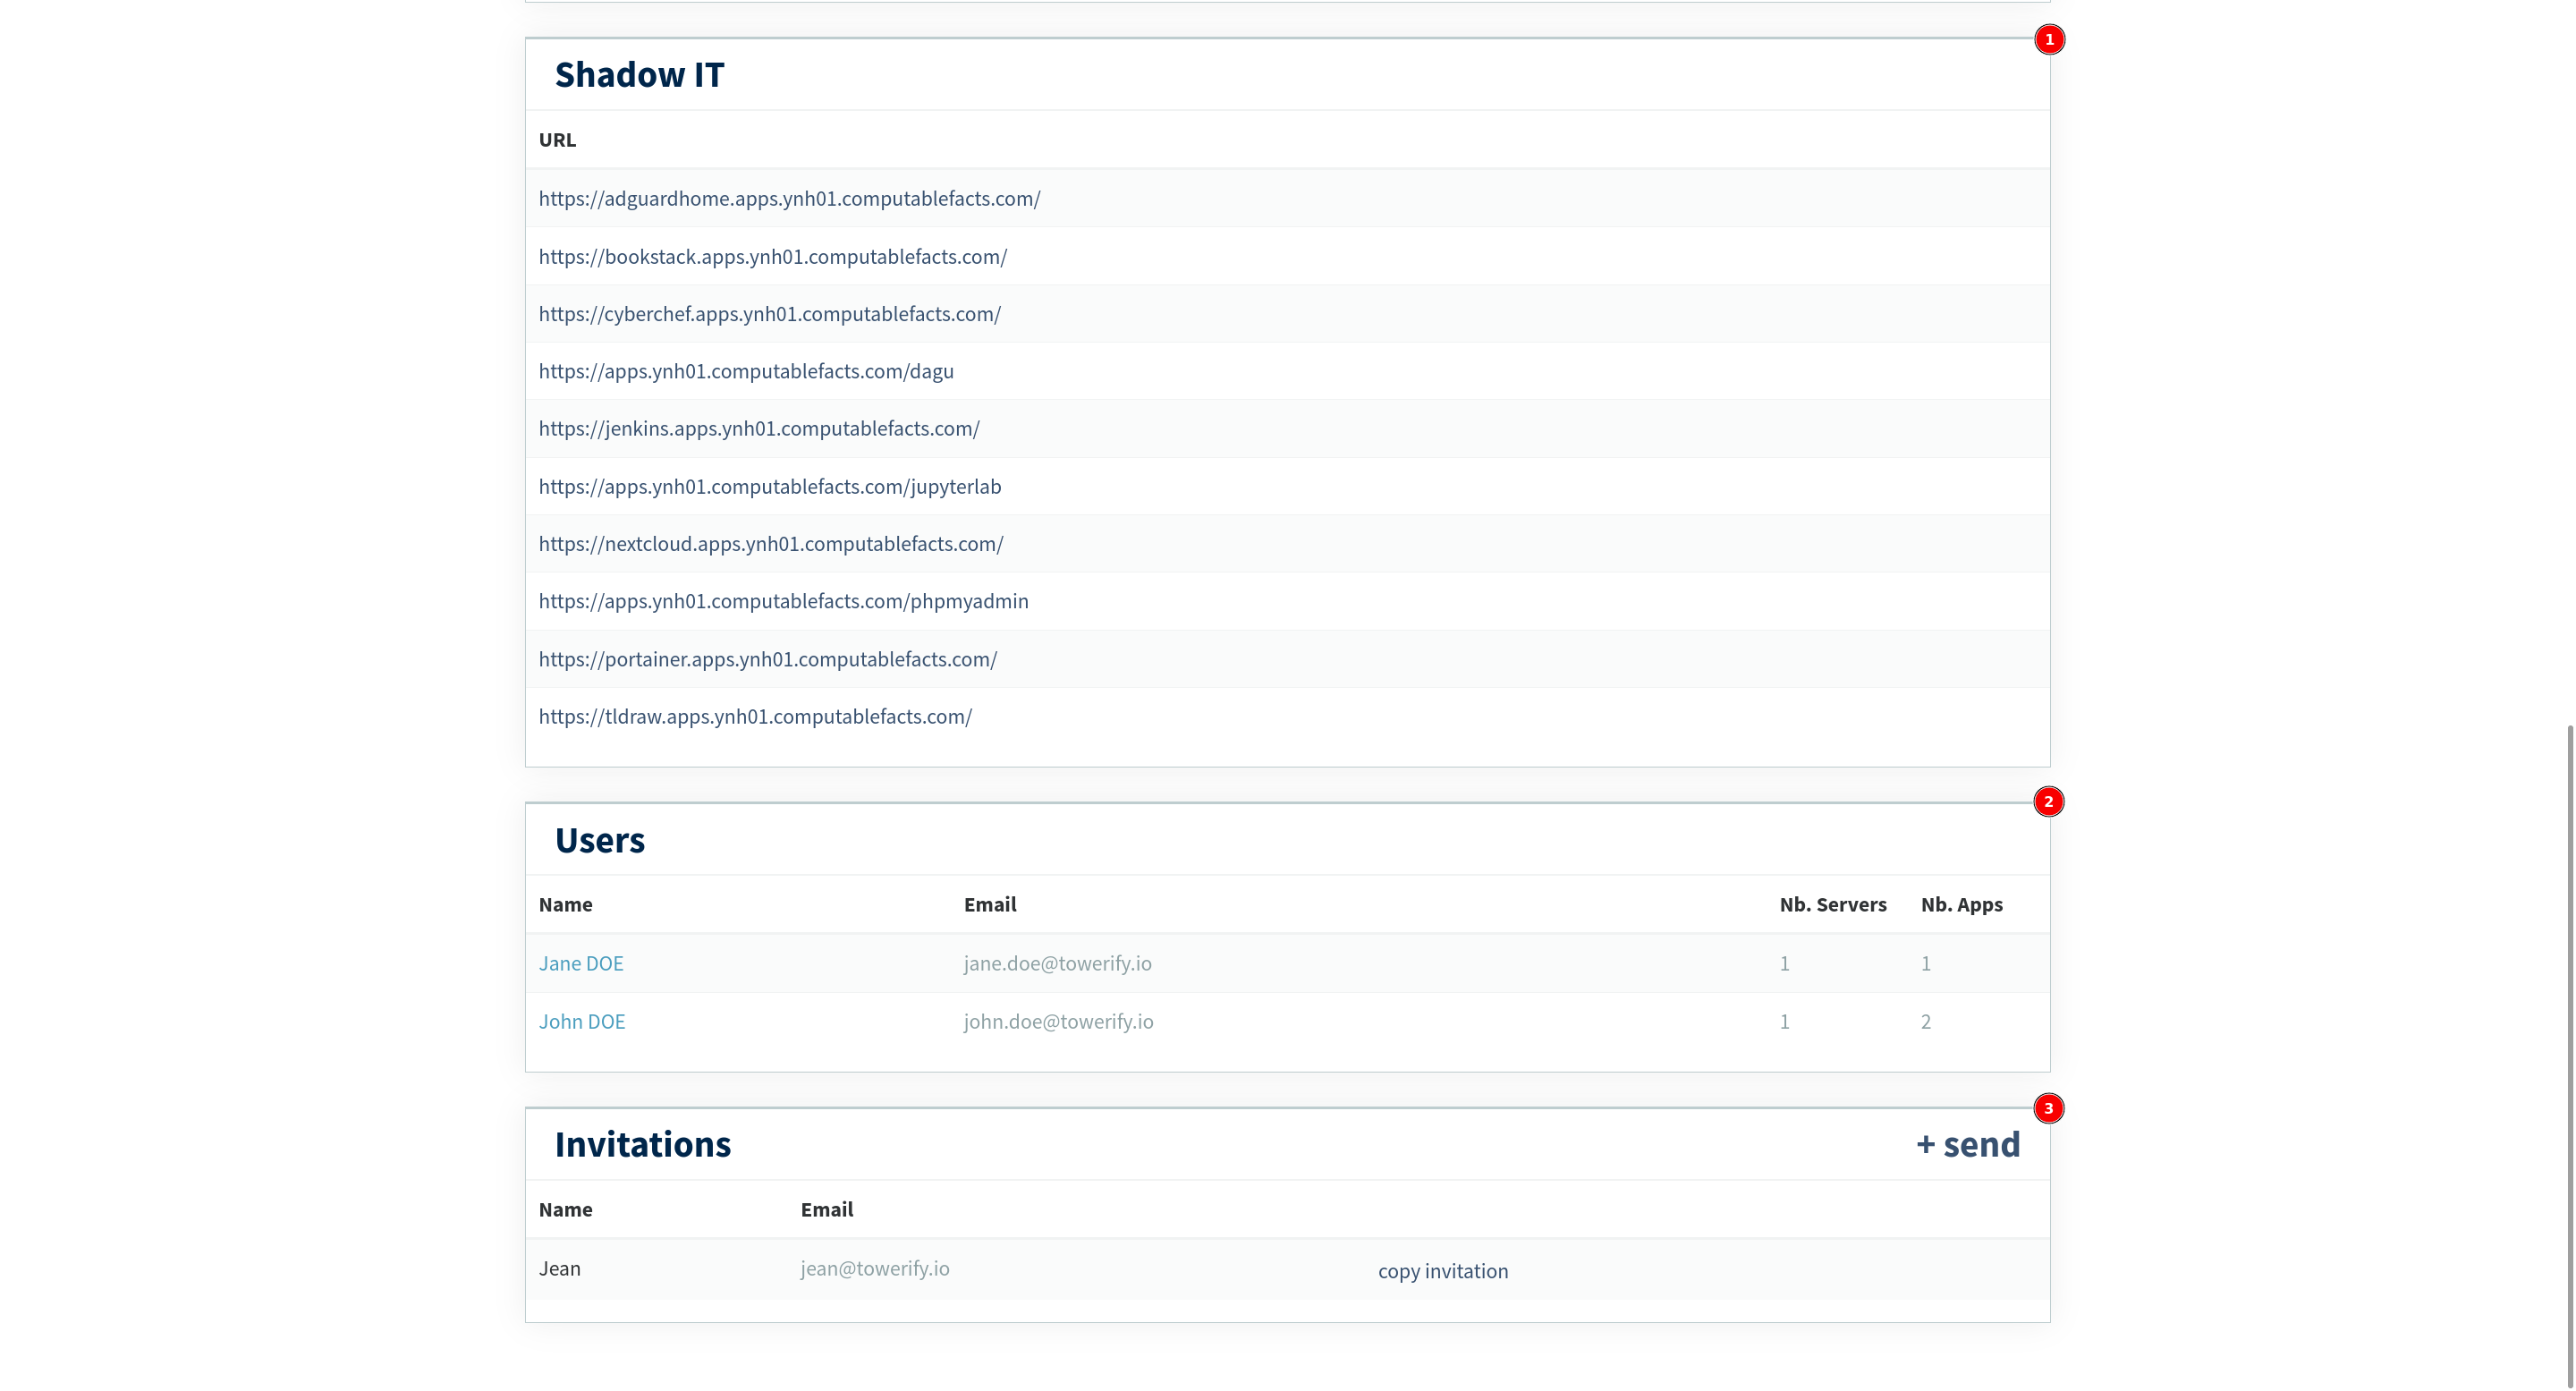 1
Shadow IT
URL
https://adguardhome.apps.ynh01.computablefacts.com/
https://bookstack.apps.ynh01.computablefacts.com/
https://cyberchef.apps.ynh01.computablefacts.com/
https://apps.ynh01.computablefacts.com/dagu
https://jenkins.apps.ynh01.computablefacts.com/
https://apps.ynh01.computablefacts.com/jupyterlab
https://nextcloud.apps.ynh01.computablefacts.com/
https://apps.ynh01.computablefacts.com/phpmyadmin
https://portainer.apps.ynh01.computablefacts.com/
https://tldraw.apps.ynh01.computablefacts.com/
2
Users
Name Email Nb. Servers Nb. Apps
Jane DOE jane.doe@towerify.io 1 1
John DOE john.doe@towerify.io 1 2
3
Invitations + send
Name Email
Jean jean@towerify.io copy invitation